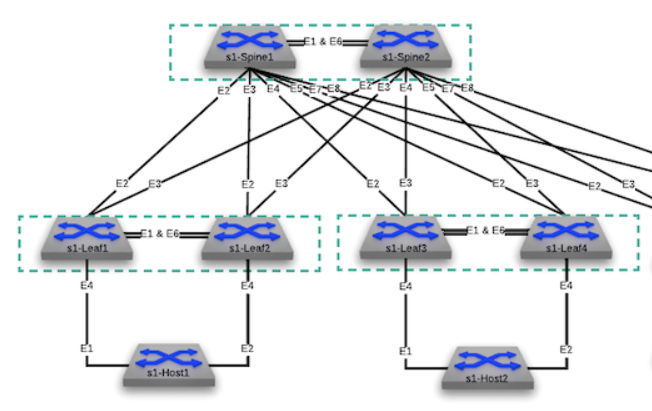 E1 & E6
s1-Spine1
s1-Spine2
E2 E3 E4 E5 E7 E8 E2 E3 E4 E5 E7 E8
E2 E3 E2 E3 E2 E3 E2 E3 E2 E3
E1 & E6
E1 & E6
s1-Leaf1
s1-Leaf2
s1-Leaf3
s1-Leaf4
E4 E4 E4 E4
E1 E2 E1 E2
s1-Host1
s1-Host2